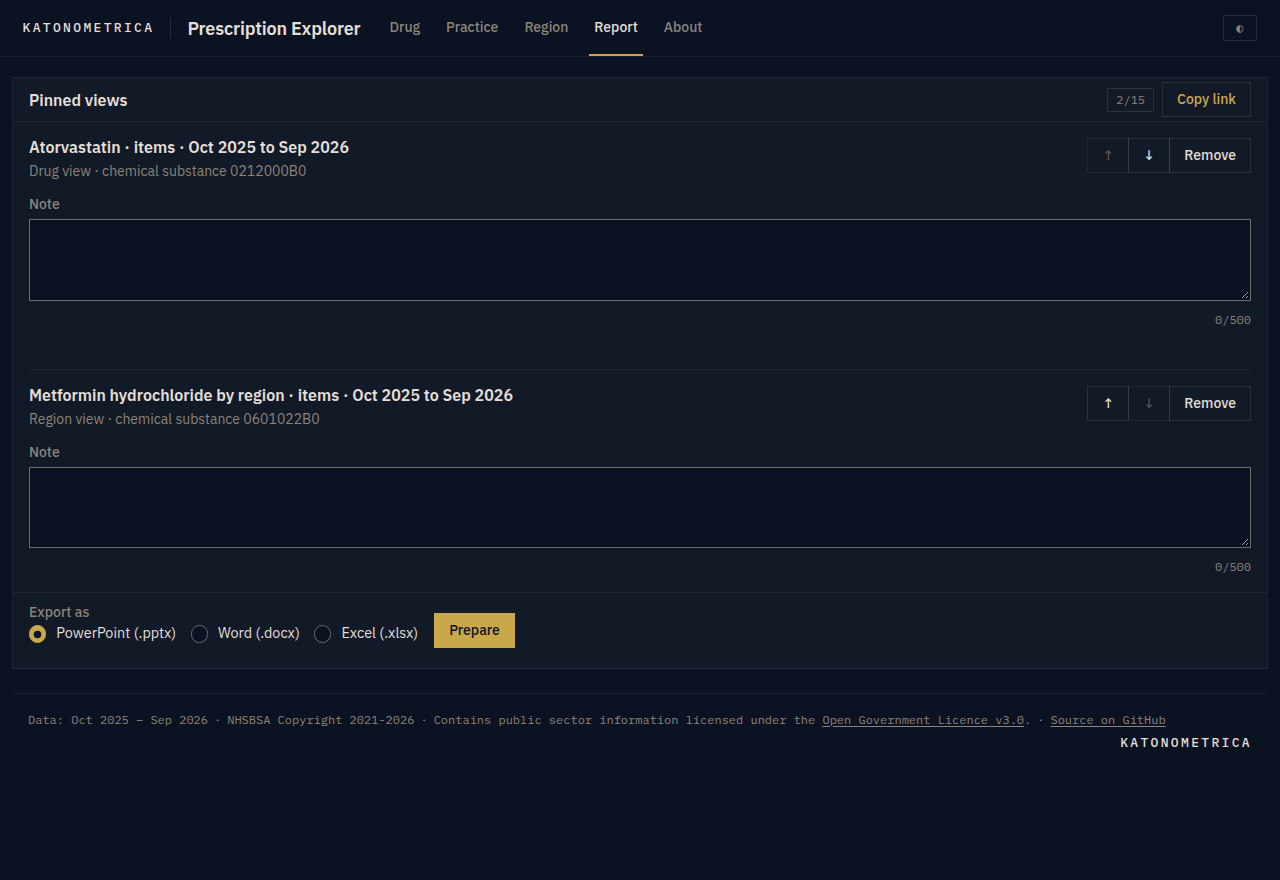 KATONOMETRICA Prescription Explorer Drug Practice Region Report About
Pinned views 2/15 Copy link
Atorvastatin · items · Oct 2025 to Sep 2026
Drug view · chemical substance 0212000B0
↑ ↓ Remove
Note
0/500
Metformin hydrochloride by region · items · Oct 2025 to Sep 2026
Region view · chemical substance 0601022B0
↑ ↓ Remove
Note
0/500
Export as
PowerPoint (.pptx) Word (.docx) Excel (.xlsx) Prepare
Data: Oct 2025 – Sep 2026 · NHSBSA Copyright 2021-2026 · Contains public sector information licensed under the Open Government Licence v3.0. · Source on GitHub
KATONOMETRICA